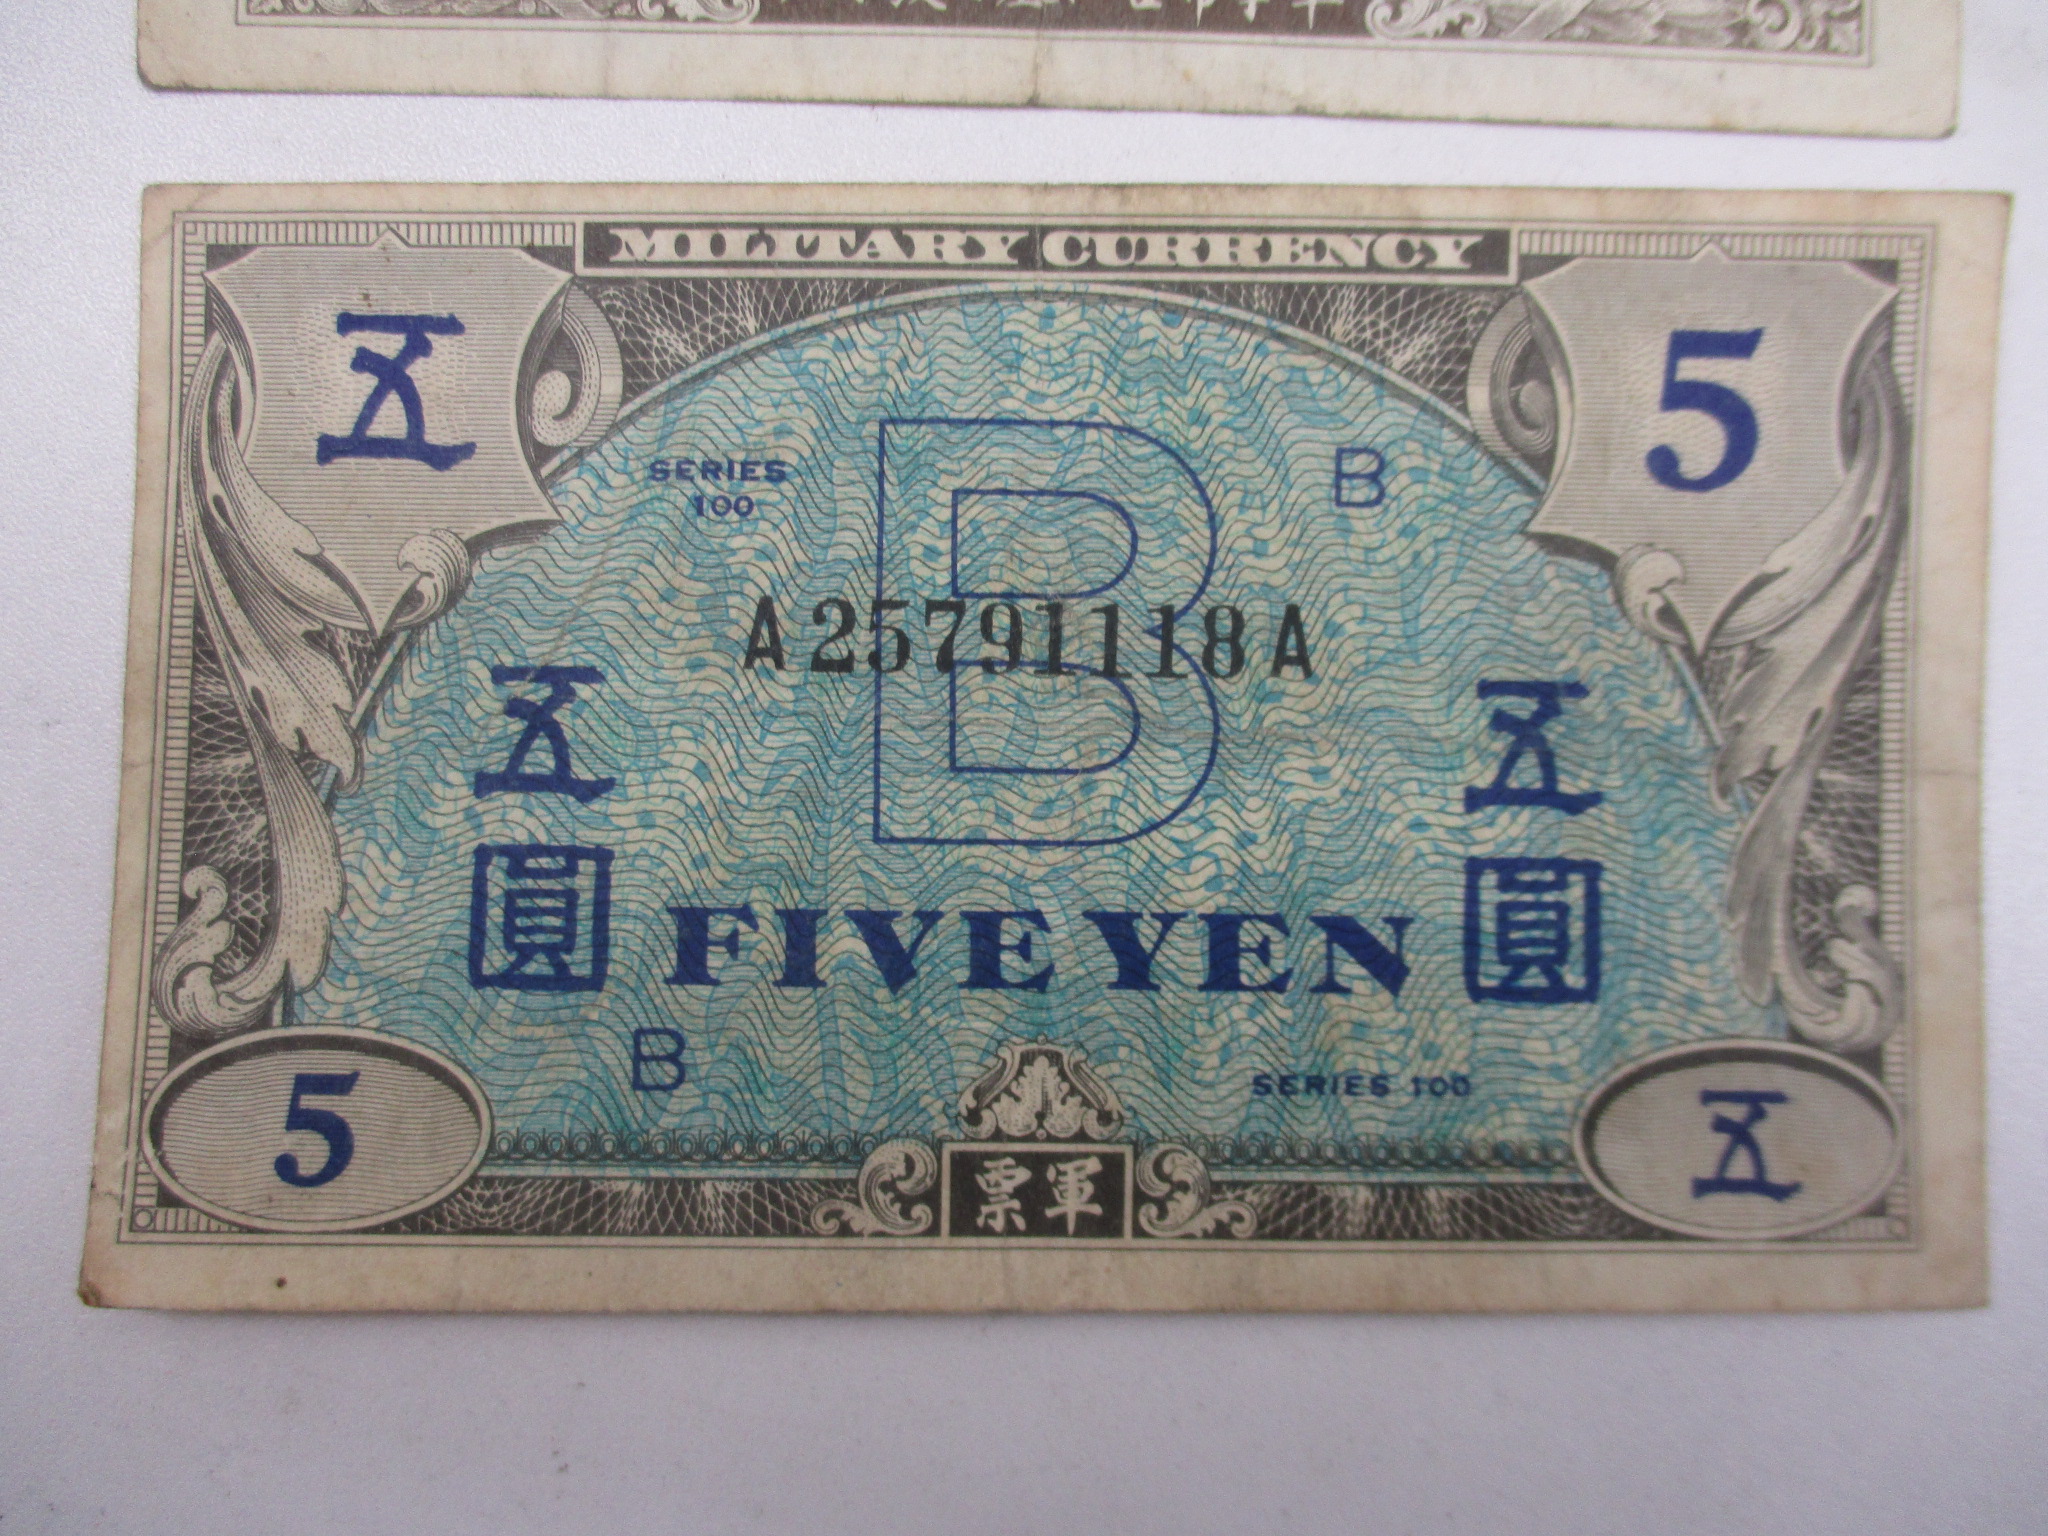 MILITARY CURRENCY
五
5
SERIES
100
B
B
A25791118A
五
圓
五
圓
FIVE YEN
B
SERIES 100
5
票軍
五